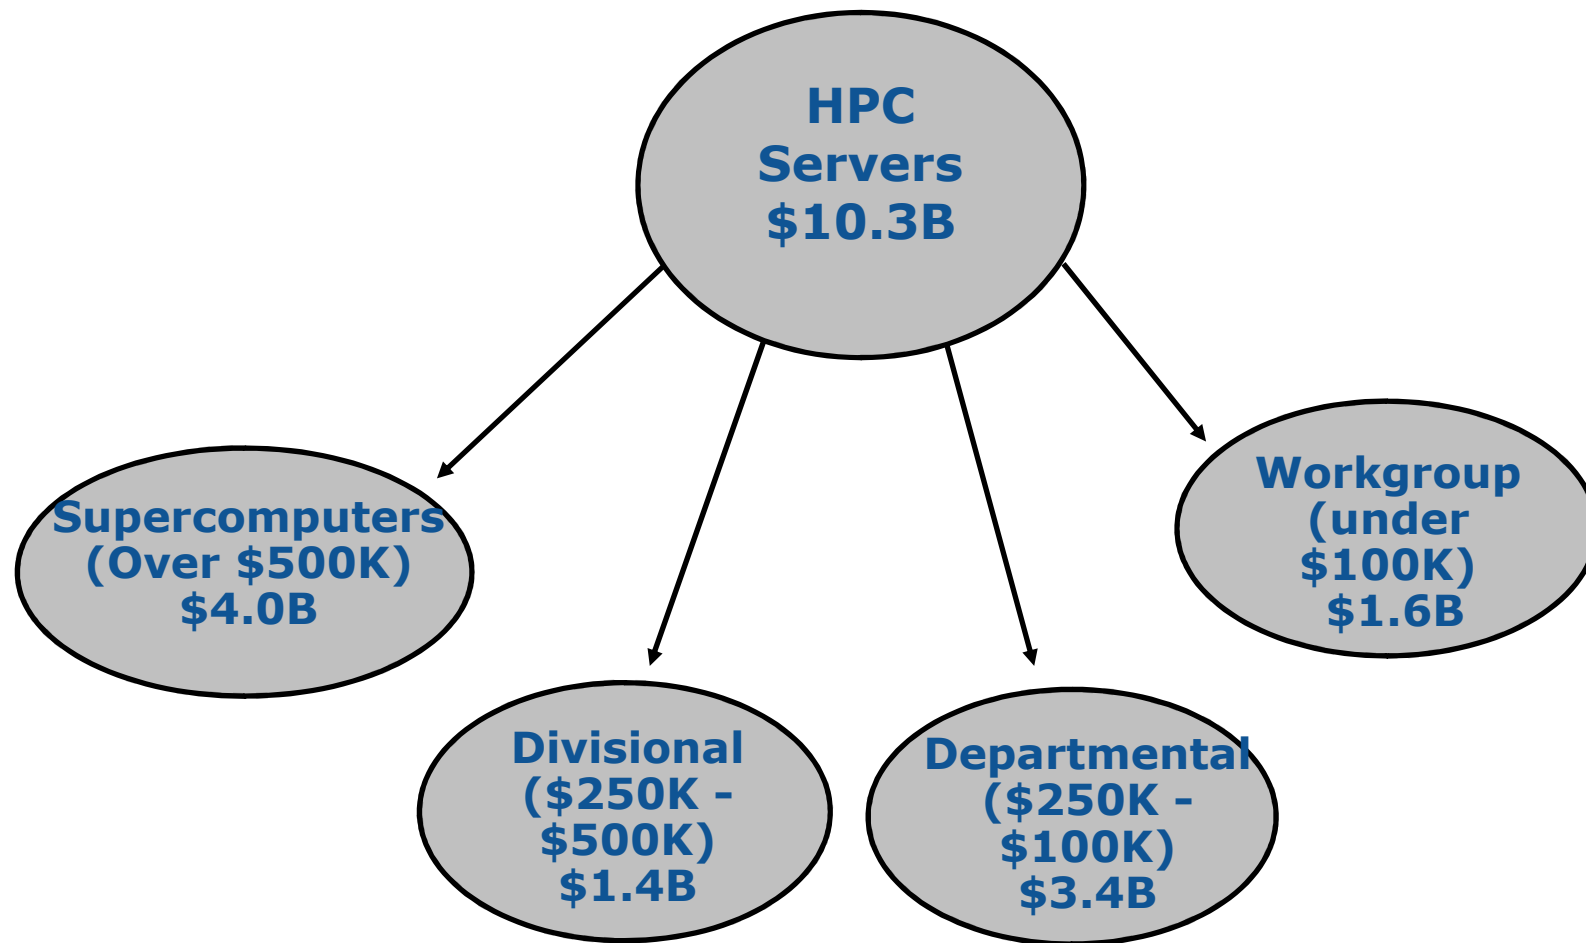 HPC
Servers
$10.3B
Supercomputers
(Over $500K)
$4.0B
Workgroup
(under
$100K)
$1.6B
Divisional
($250K -
$500K)
$1.4B
Departmental
($250K -
$100K)
$3.4B